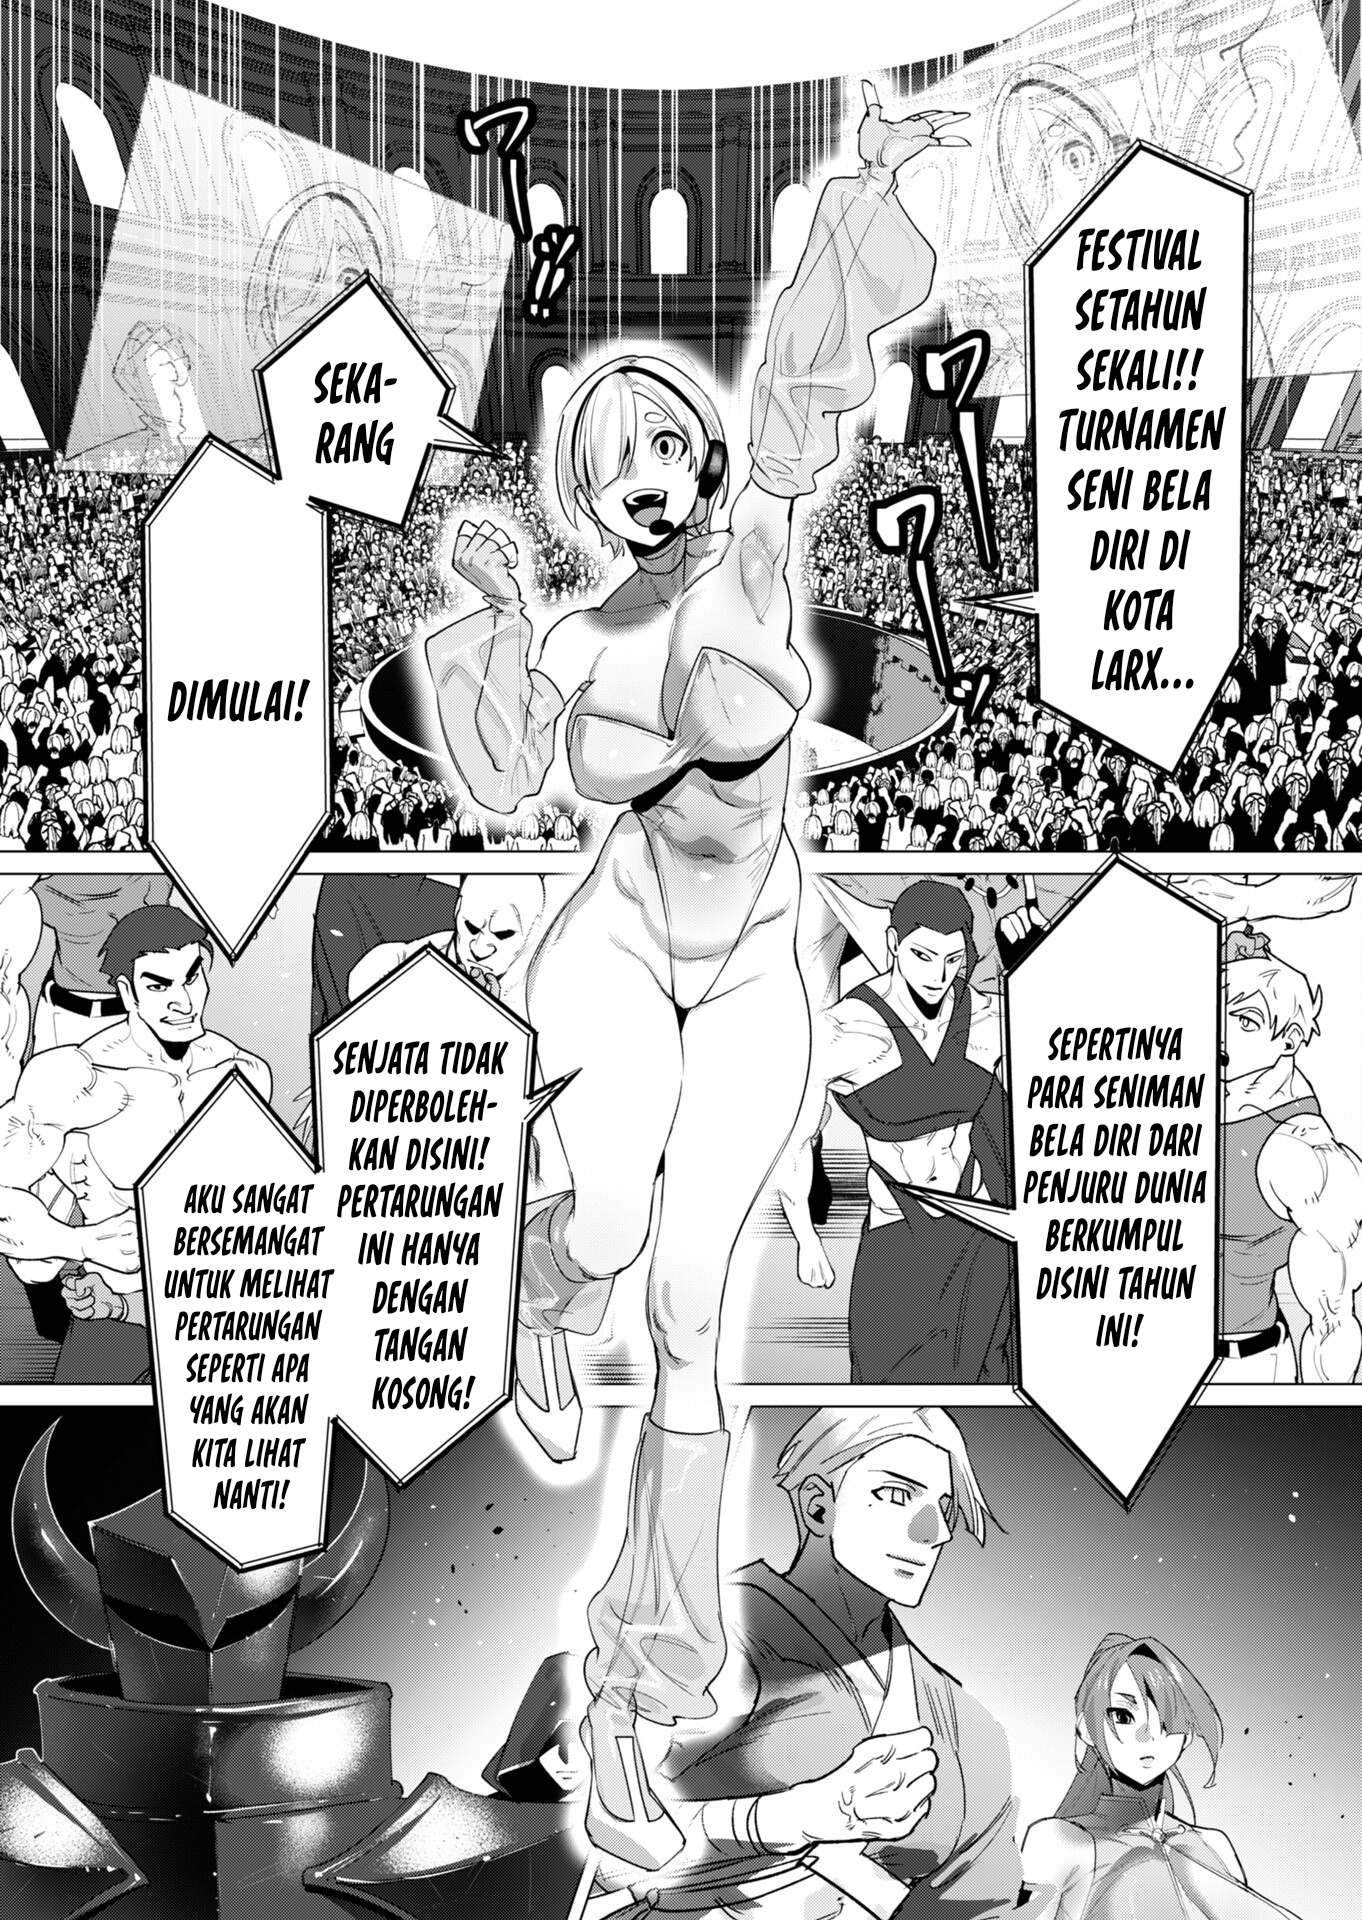 FESTIVAL
SETAHUN
SEKALI!!
TURNAMEN
SENI BELA
DIRI DI
KOTA
LARX...
SEKA-
RANG
DIMULAI!
SEPERTINYA
PARA SENIMAN
BELA DIRI DARI
PENJURU DUNIA
BERKUMPUL
DISINI TAHUN
INI!
SENJATA TIDAK
DIPERBOLEH-
KAN DISINI!
PERTARUNGAN
INI HANYA
DENGAN
TANGAN
KOSONG!
AKU SANGAT
BERSEMANGAT
UNTUK MELIHAT
PERTARUNGAN
SEPERTI APA
YANG AKAN
KITA LIHAT
NANTI!
ワーッ!!
ワーワーッ